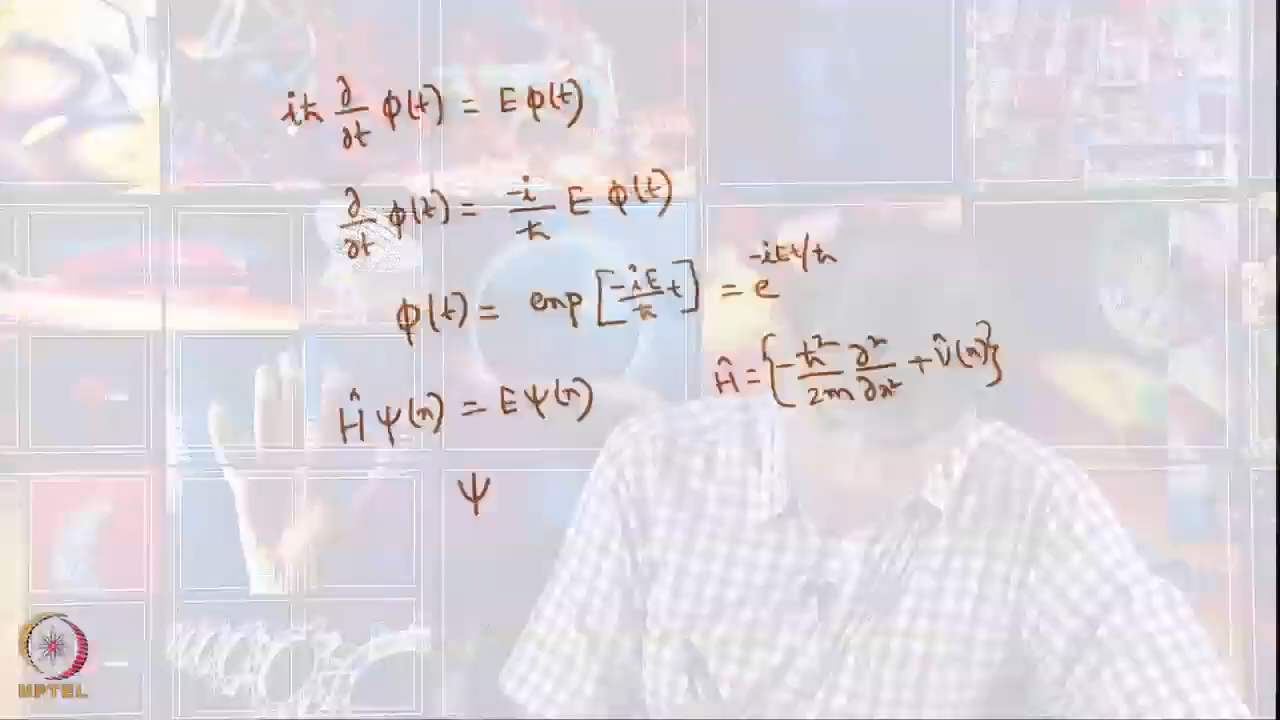 iħ ∂/∂t φ(t) = E φ(t)
∂/∂t φ(t) = -i/ħ E φ(t)
φ(t) = exp [-iE/ħ t] = e^{-iEt/ħ}
Ĥ = {-ħ²/2m ∂²/∂x² + V̂(x)}
Ĥ ψ(x) = E ψ(x)
ψ
NPTEL